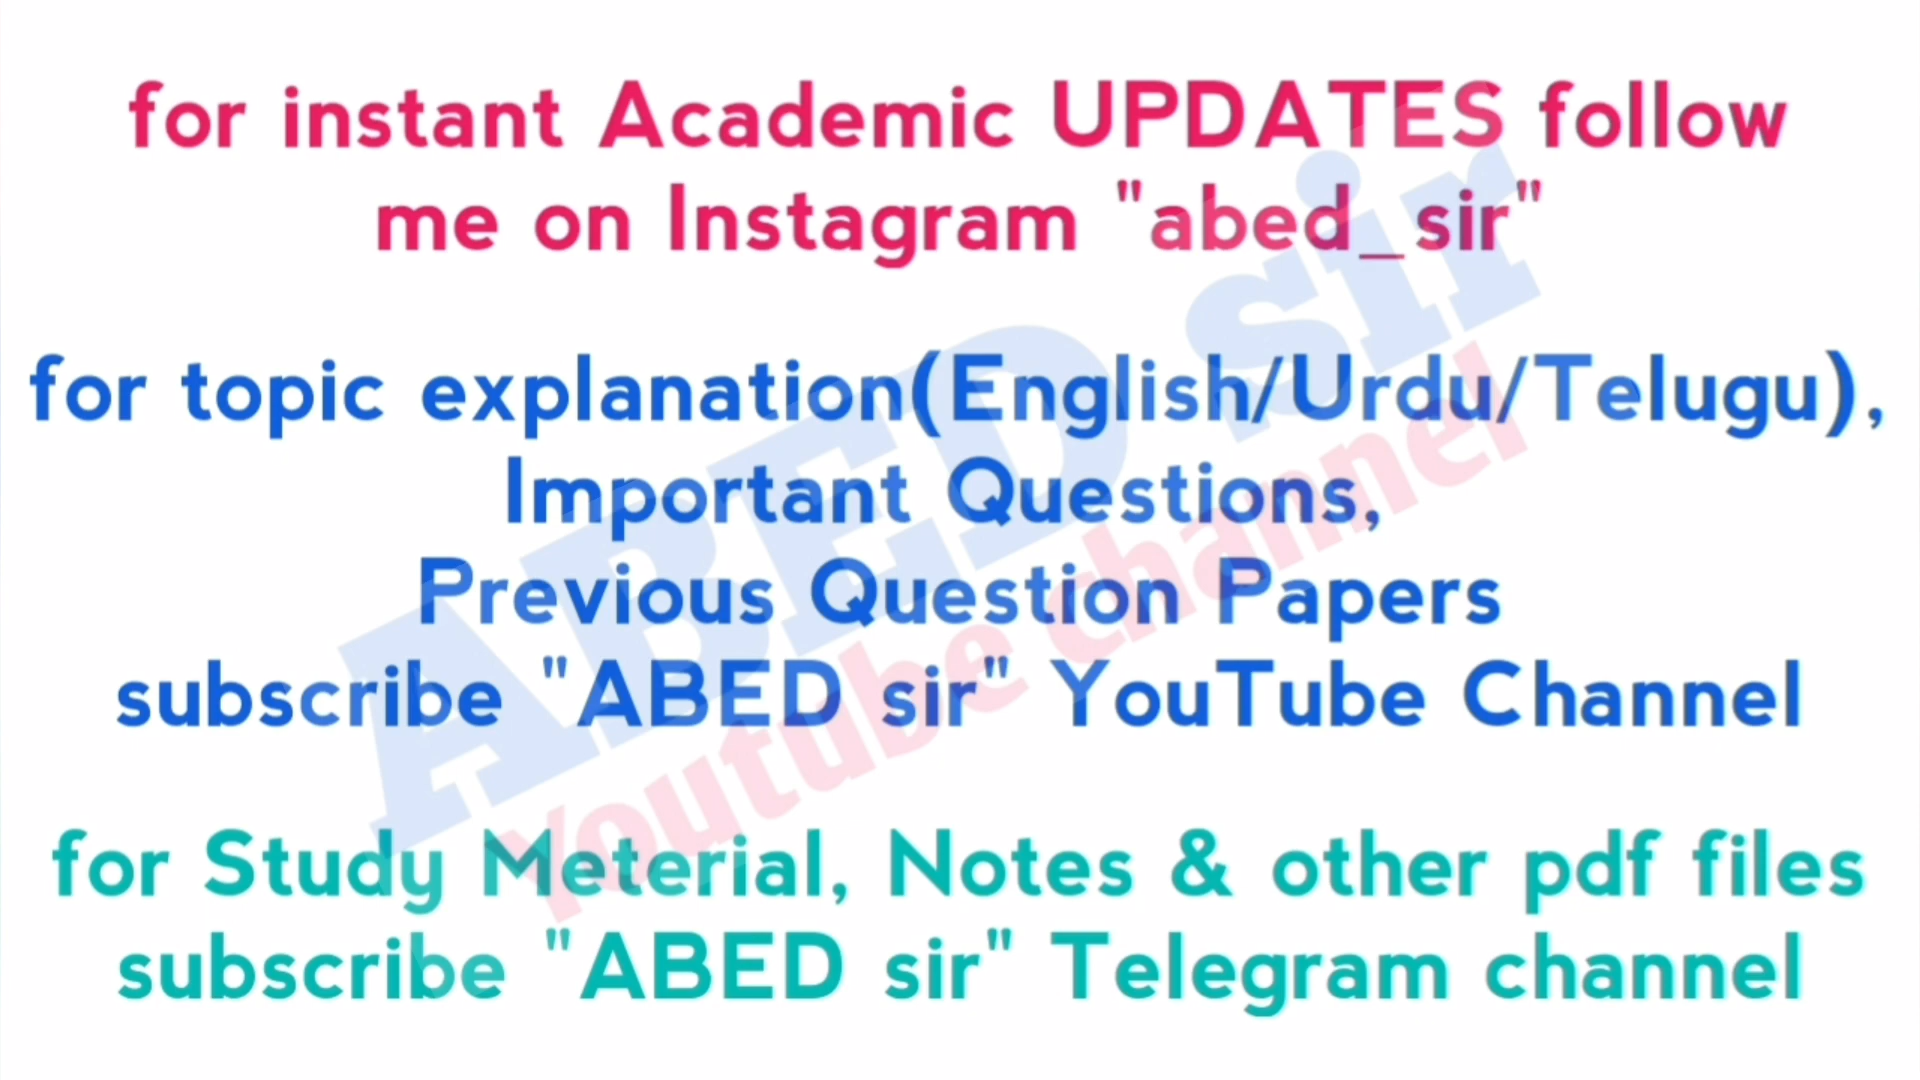 for instant Academic UPDATES follow
me on Instagram "abed_sir"
for topic explanation(English/Urdu/Telugu),
Important Questions,
Previous Question Papers
subscribe "ABED sir" YouTube Channel
for Study Meterial, Notes & other pdf files
subscribe "ABED sir" Telegram channel
ABED sir
Youtube channel